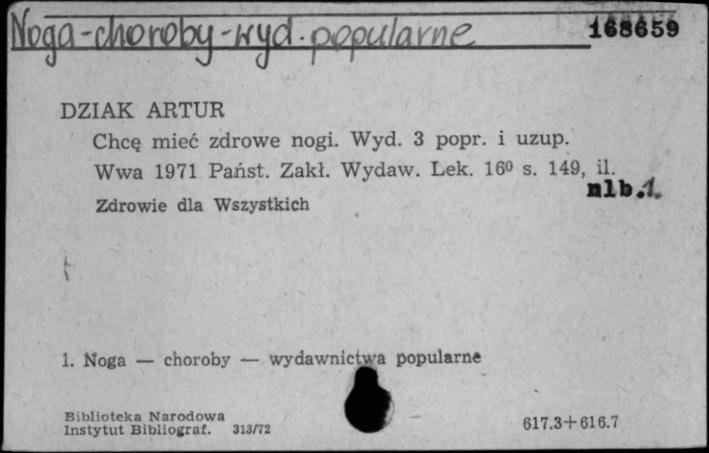 Noga-choroby-wyd. popularne 168659
DZIAK ARTUR
Chcę mieć zdrowe nogi. Wyd. 3 popr. i uzup.
Wwa 1971 Państ. Zakł. Wydaw. Lek. 16⁰ s. 149, il.
nlb.1.
Zdrowie dla Wszystkich
1. Noga — choroby — wydawnictwa popularne
Biblioteka Narodowa
Instytut Bibliograf. 313/72
617.3+616.7